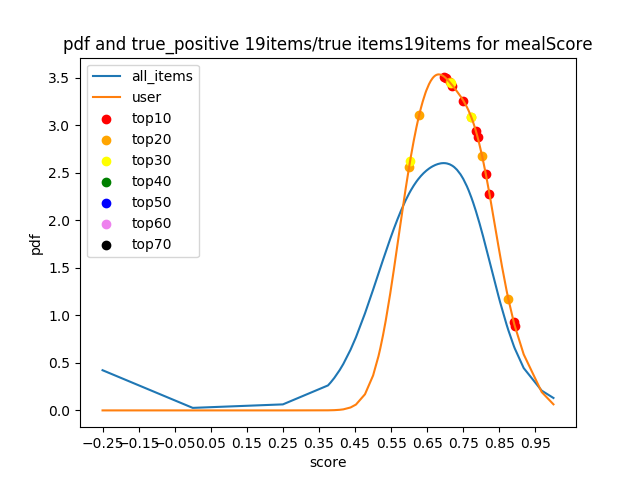 pdf and true_positive 19items/true items19items for mealScore
all_items
user
top10
top20
top30
top40
top50
top60
top70
3.5
3.0
2.5
2.0
1.5
1.0
0.5
0.0
pdf
−0.25 −0.15 −0.05 0.05 0.15 0.25 0.35 0.45 0.55 0.65 0.75 0.85 0.95
score